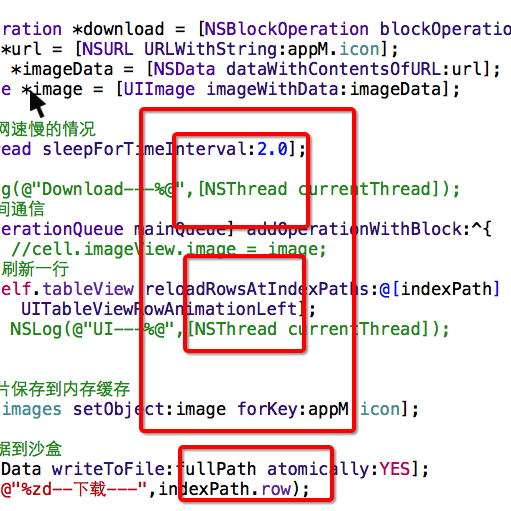 eration *download = [NSBlockOperation blockOpera
*url = [NSURL URLWithString:appM.icon];
*imageData = [NSData dataWithContentsOfURL:url];
e *image = [UIImage imageWithData:imageData];
网速慢的情况
read sleepForTimeInterval:2.0];
g(@"Download---%@",[NSThread currentThread]);
间通信
erationQueue mainQueue] addOperationWithBlock:^{
//cell.imageView.image = image;
刷新一行
elf.tableView reloadRowsAtIndexPaths:@[indexPath]
UITableViewRowAnimationLeft];
NSLog(@"UI---%@",[NSThread currentThread]);
片保存到内存缓存
images setObject:image forKey:appM.icon];
据到沙盒
Data writeToFile:fullPath atomically:YES];
@"%zd--下载---",indexPath.row);